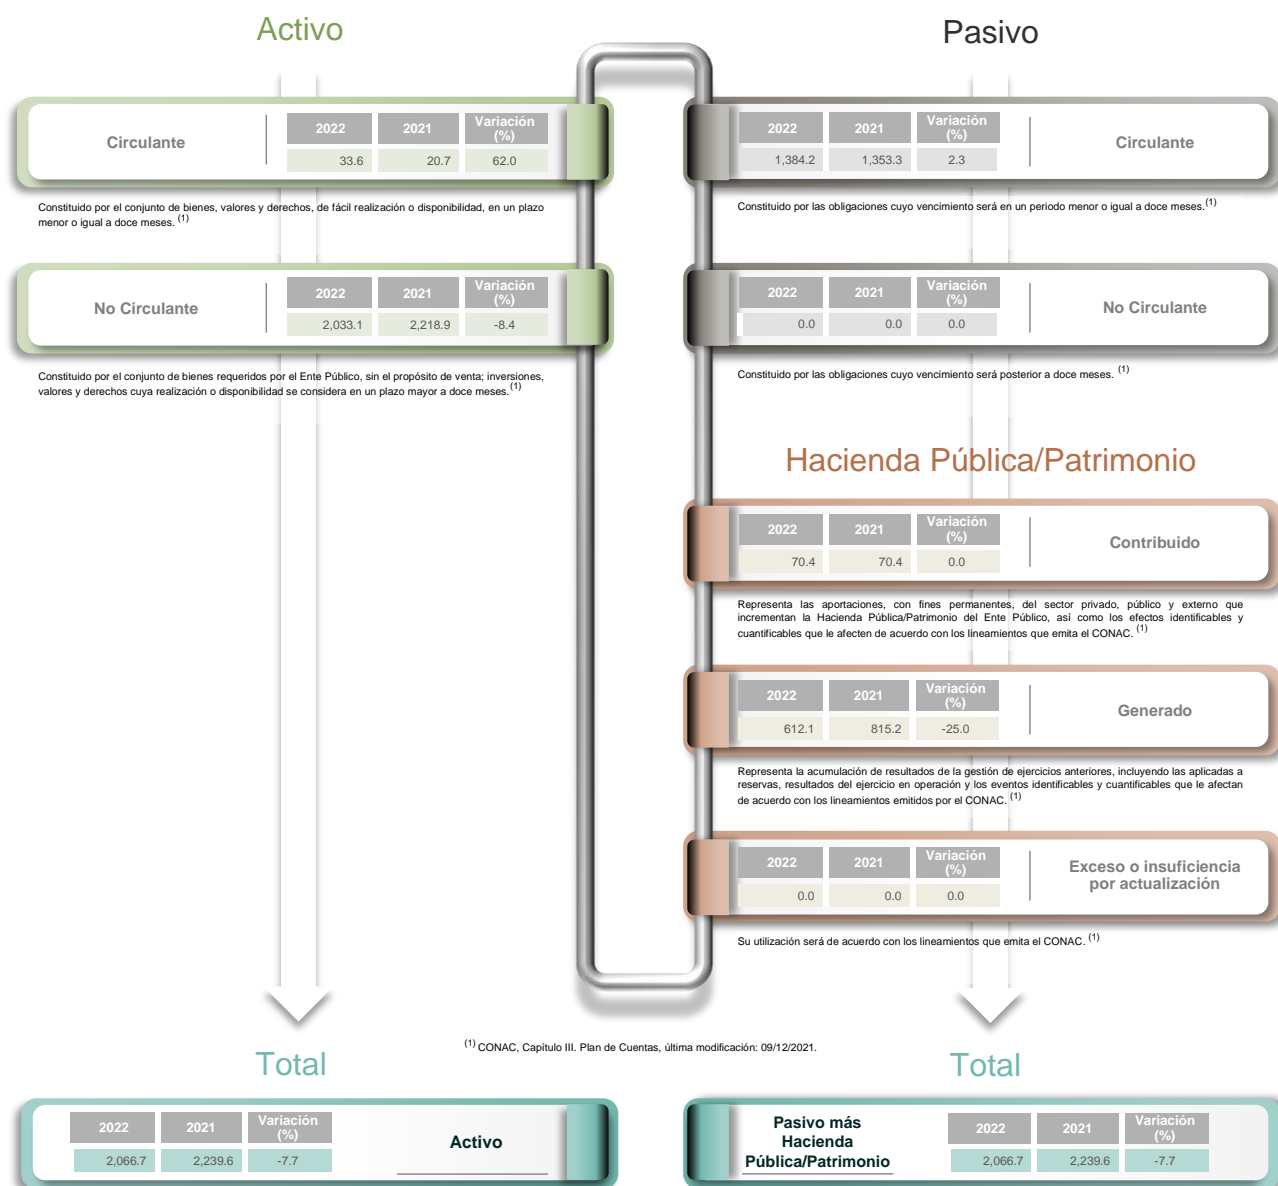 Activo
Circulante
2022 2021 Variación (%)
33.6 20.7 62.0
Constituido por el conjunto de bienes, valores y derechos, de fácil realización o disponibilidad, en un plazo
menor o igual a doce meses. (1)
No Circulante
2022 2021 Variación (%)
2,033.1 2,218.9 -8.4
Constituido por el conjunto de bienes requeridos por el Ente Público, sin el propósito de venta; inversiones,
valores y derechos cuya realización o disponibilidad se considera en un plazo mayor a doce meses. (1)
Pasivo
2022 2021 Variación (%)
1,384.2 1,353.3 2.3
Circulante
Constituido por las obligaciones cuyo vencimiento será en un periodo menor o igual a doce meses. (1)
2022 2021 Variación (%)
0.0 0.0 0.0
No Circulante
Constituido por las obligaciones cuyo vencimiento será posterior a doce meses. (1)
Hacienda Pública/Patrimonio
2022 2021 Variación (%)
70.4 70.4 0.0
Contribuido
Representa las aportaciones, con fines permanentes, del sector privado, público y externo que
incrementan la Hacienda Pública/Patrimonio del Ente Público, así como los efectos identificables y
cuantificables que le afecten de acuerdo con los lineamientos que emita el CONAC. (1)
2022 2021 Variación (%)
612.1 815.2 -25.0
Generado
Representa la acumulación de resultados de la gestión de ejercicios anteriores, incluyendo las aplicadas a
reservas, resultados del ejercicio en operación y los eventos identificables y cuantificables que le afectan
de acuerdo con los lineamientos emitidos por el CONAC. (1)
2022 2021 Variación (%)
0.0 0.0 0.0
Exceso o insuficiencia
por actualización
Su utilización será de acuerdo con los lineamientos que emita el CONAC. (1)
(1) CONAC, Capítulo III. Plan de Cuentas, última modificación: 09/12/2021.
Total
2022 2021 Variación (%)
2,066.7 2,239.6 -7.7
Activo
Total
Pasivo más
Hacienda
Pública/Patrimonio
2022 2021 Variación (%)
2,066.7 2,239.6 -7.7